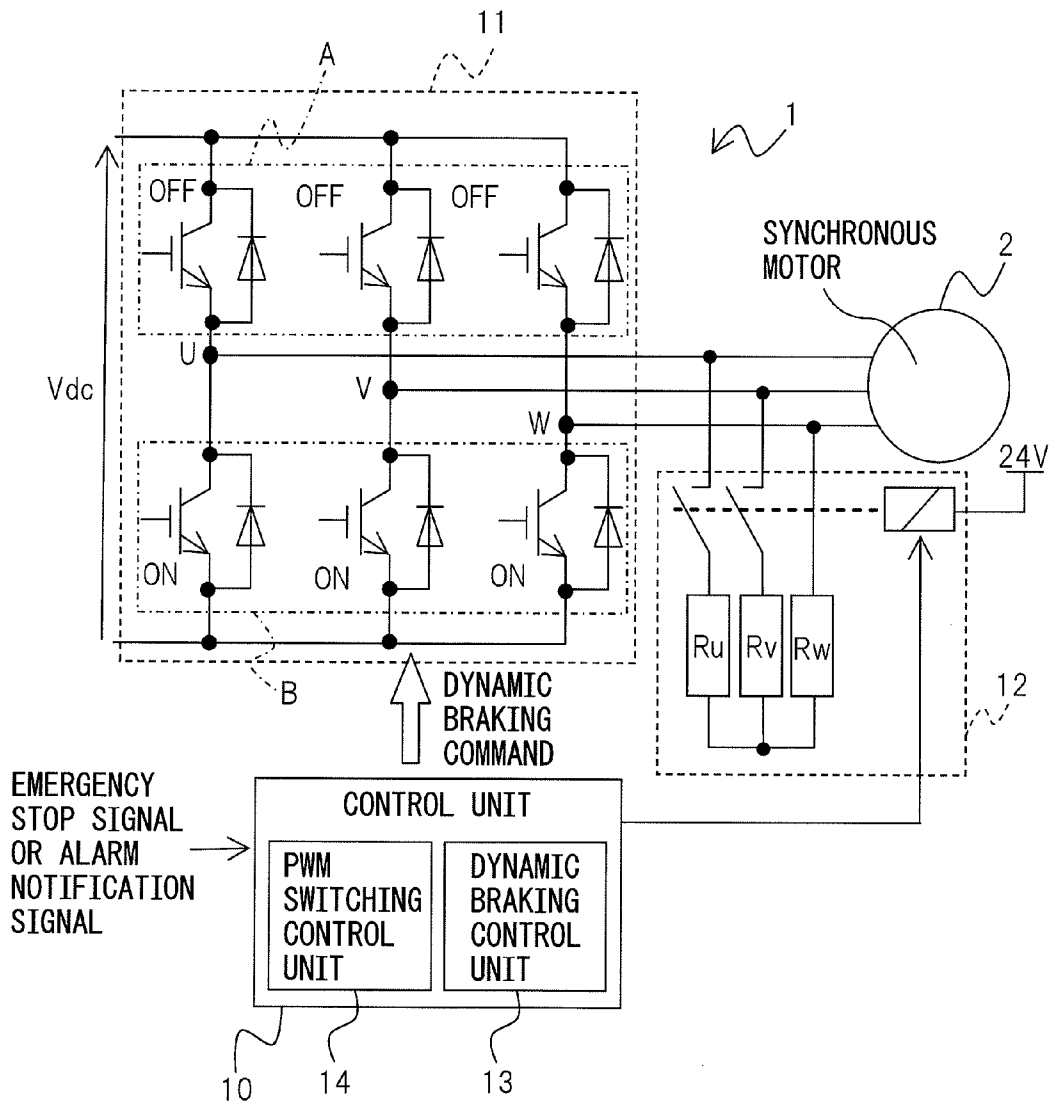 11
A
1
OFF
OFF
OFF
SYNCHRONOUS
MOTOR
2
U
Vdc
V
W
24V
ON
ON
ON
Ru
Rv
Rw
B
12
DYNAMIC
BRAKING
COMMAND
EMERGENCY
STOP SIGNAL
OR ALARM
NOTIFICATION
SIGNAL
CONTROL UNIT
PWM
SWITCHING
CONTROL
UNIT
DYNAMIC
BRAKING
CONTROL
UNIT
10
14
13